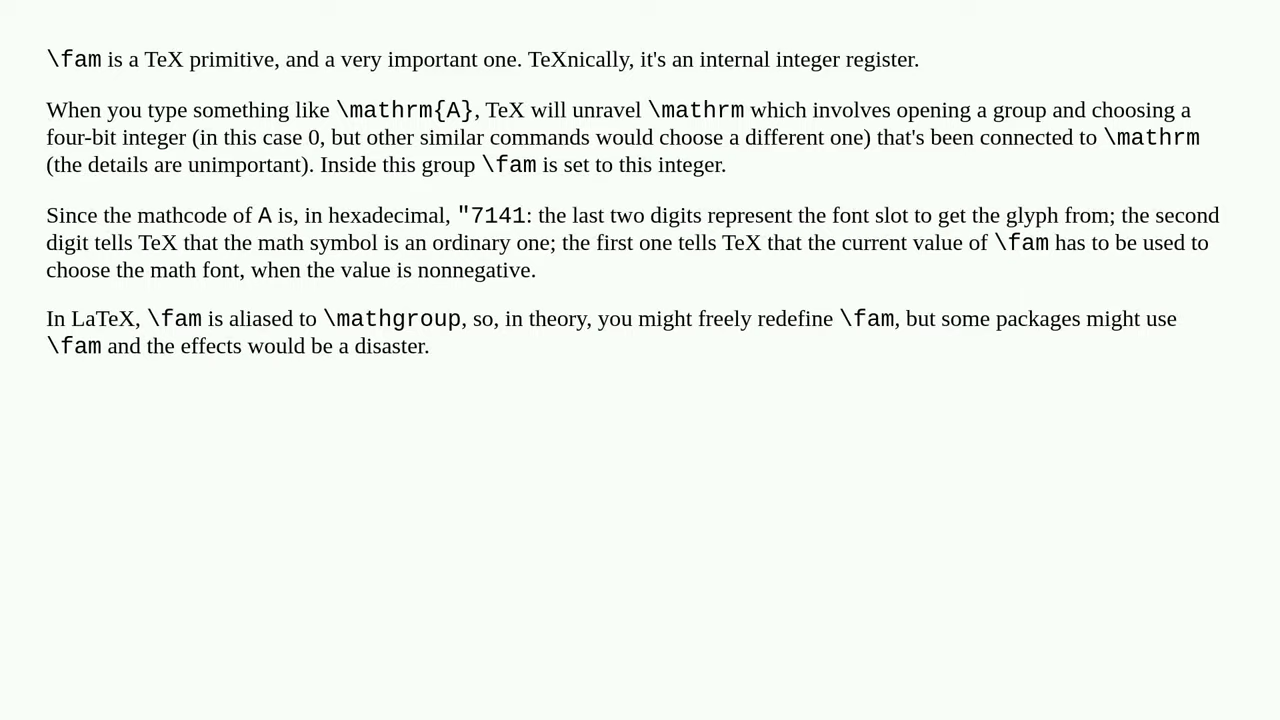 \fam is a TeX primitive, and a very important one. TeXnically, it's an internal integer register.
When you type something like \mathrm{A}, TeX will unravel \mathrm which involves opening a group and choosing a
four-bit integer (in this case 0, but other similar commands would choose a different one) that's been connected to \mathrm
(the details are unimportant). Inside this group \fam is set to this integer.
Since the mathcode of A is, in hexadecimal, "7141: the last two digits represent the font slot to get the glyph from; the second
digit tells TeX that the math symbol is an ordinary one; the first one tells TeX that the current value of \fam has to be used to
choose the math font, when the value is nonnegative.
In LaTeX, \fam is aliased to \mathgroup, so, in theory, you might freely redefine \fam, but some packages might use
\fam and the effects would be a disaster.